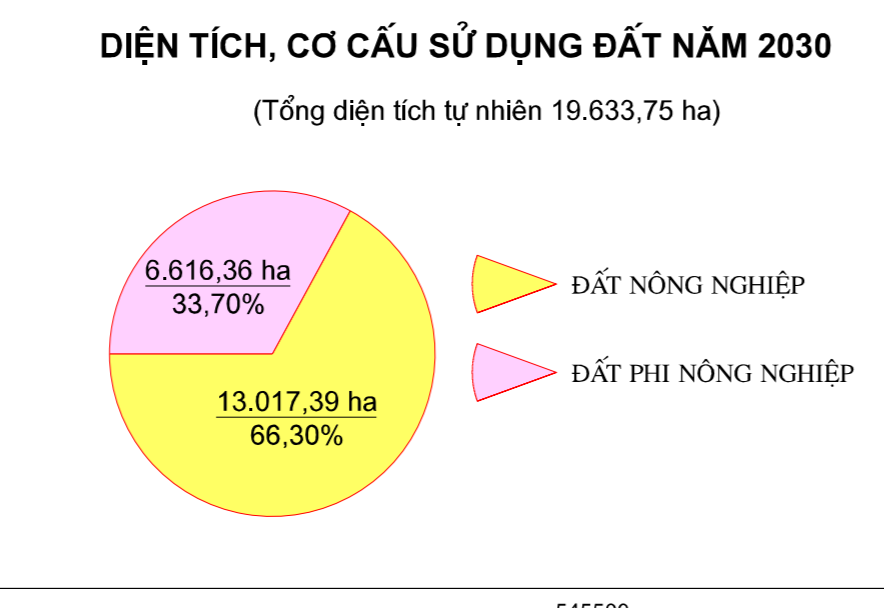 DIỆN TÍCH, CƠ CẤU SỬ DỤNG ĐẤT NĂM 2030
(Tổng diện tích tự nhiên 19.633,75 ha)
6.616,36 ha
33,70%
ĐẤT NÔNG NGHIỆP
ĐẤT PHI NÔNG NGHIỆP
13.017,39 ha
66,30%